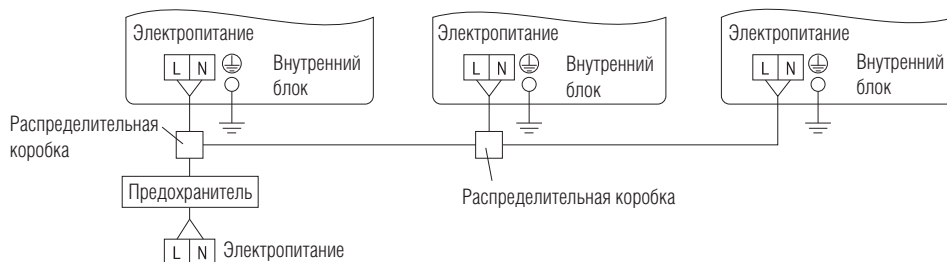 Электропитание
L N
Внутренний
блок
Электропитание
L N
Внутренний
блок
Электропитание
L N
Внутренний
блок
Распределительная
коробка
Распределительная коробка
Предохранитель
L N
Электропитание